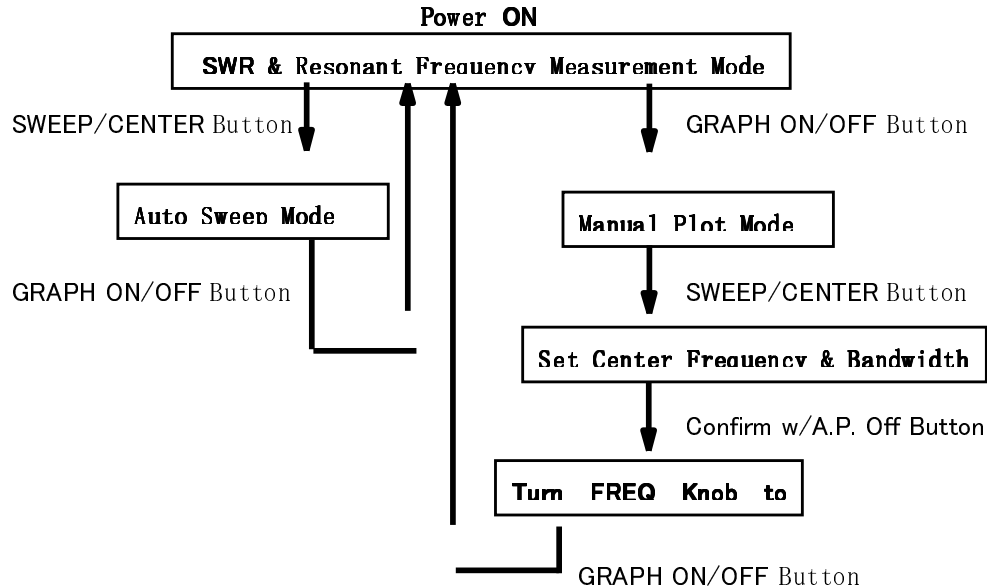 Power ON
SWR & Resonant Frequency Measurement Mode
SWEEP/CENTER Button
GRAPH ON/OFF Button
Auto Sweep Mode
Manual Plot Mode
GRAPH ON/OFF Button
SWEEP/CENTER Button
Set Center Frequency & Bandwidth
Confirm w/A.P. Off Button
Turn FREQ Knob to
GRAPH ON/OFF Button